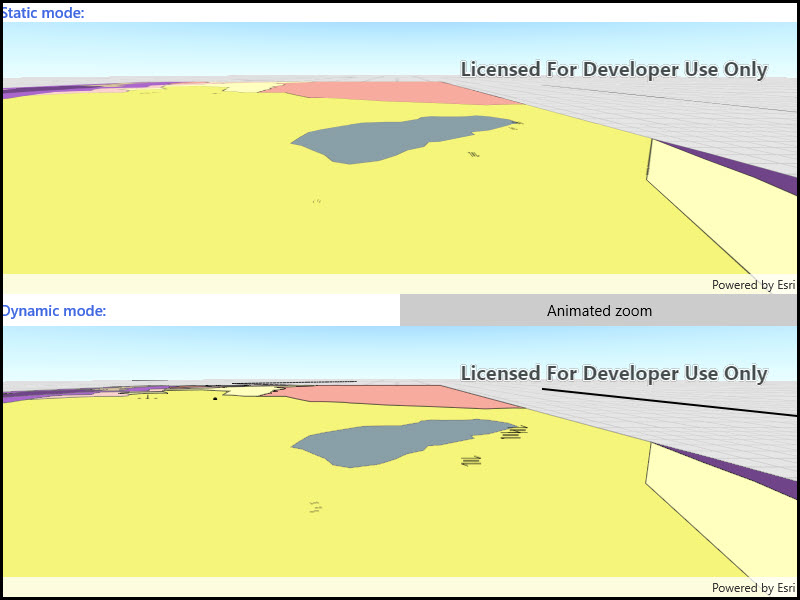 Static mode:
Licensed For Developer Use Only
Powered by Esri
Dynamic mode:
Animated zoom
Licensed For Developer Use Only
Powered by Esri